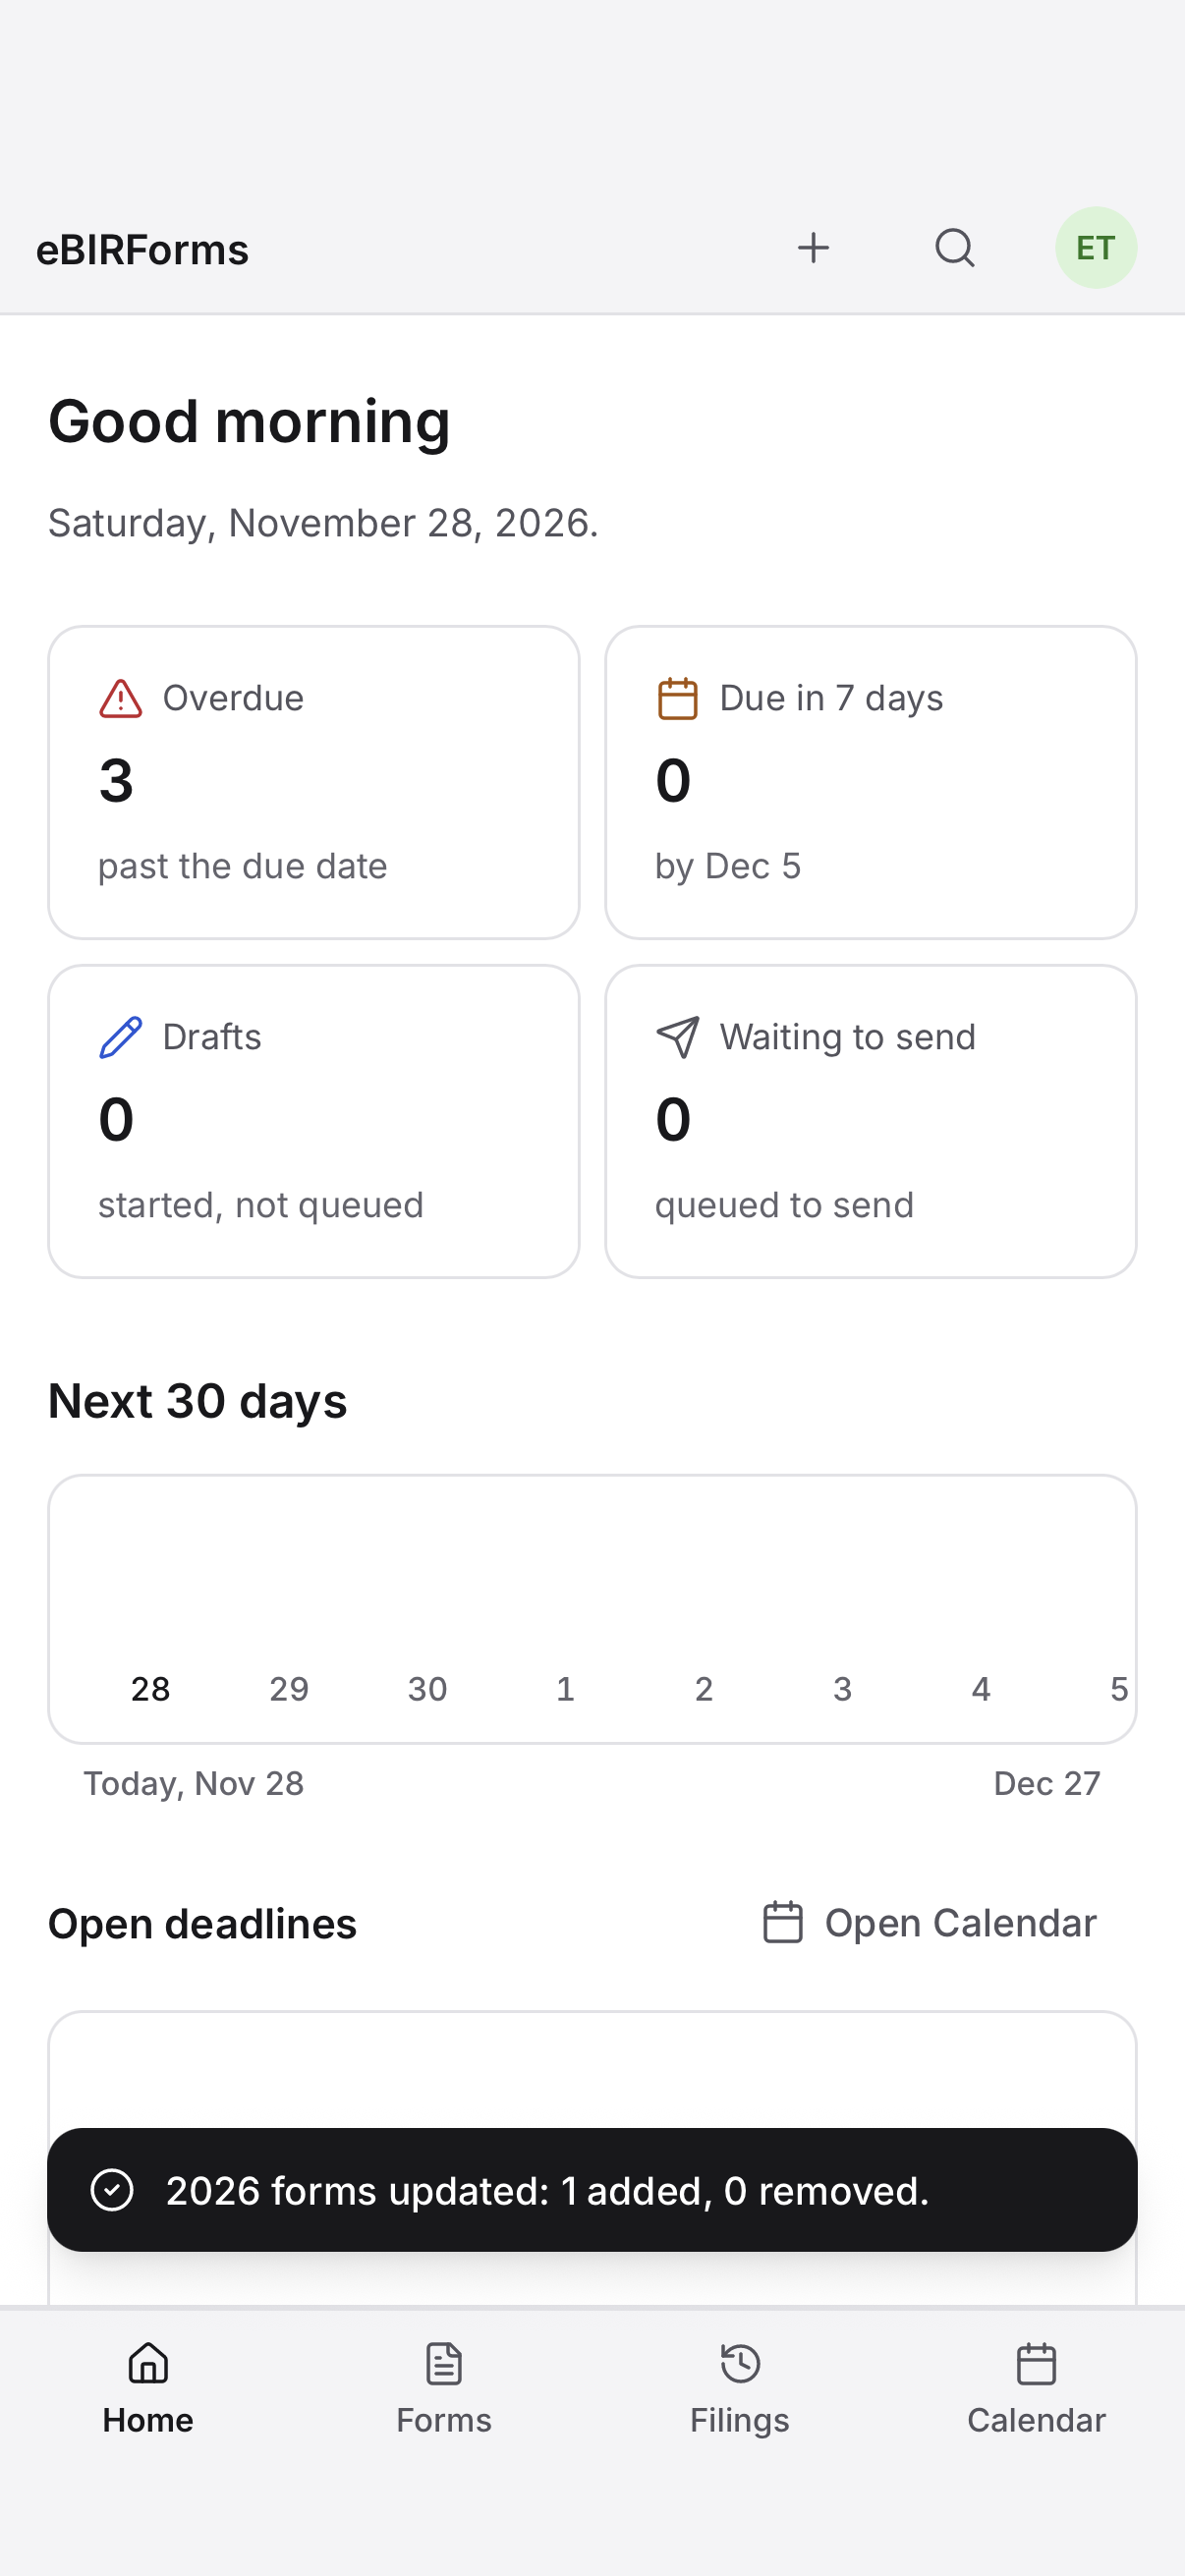 eBIRForms
ET
Good morning
Saturday, November 28, 2026.
Overdue
3
past the due date
Due in 7 days
0
by Dec 5
Drafts
0
started, not queued
Waiting to send
0
queued to send
Next 30 days
28 29 30 1 2 3 4 5
Today, Nov 28 Dec 27
Open deadlines
Open Calendar
2026 forms updated: 1 added, 0 removed.
Home Forms Filings Calendar